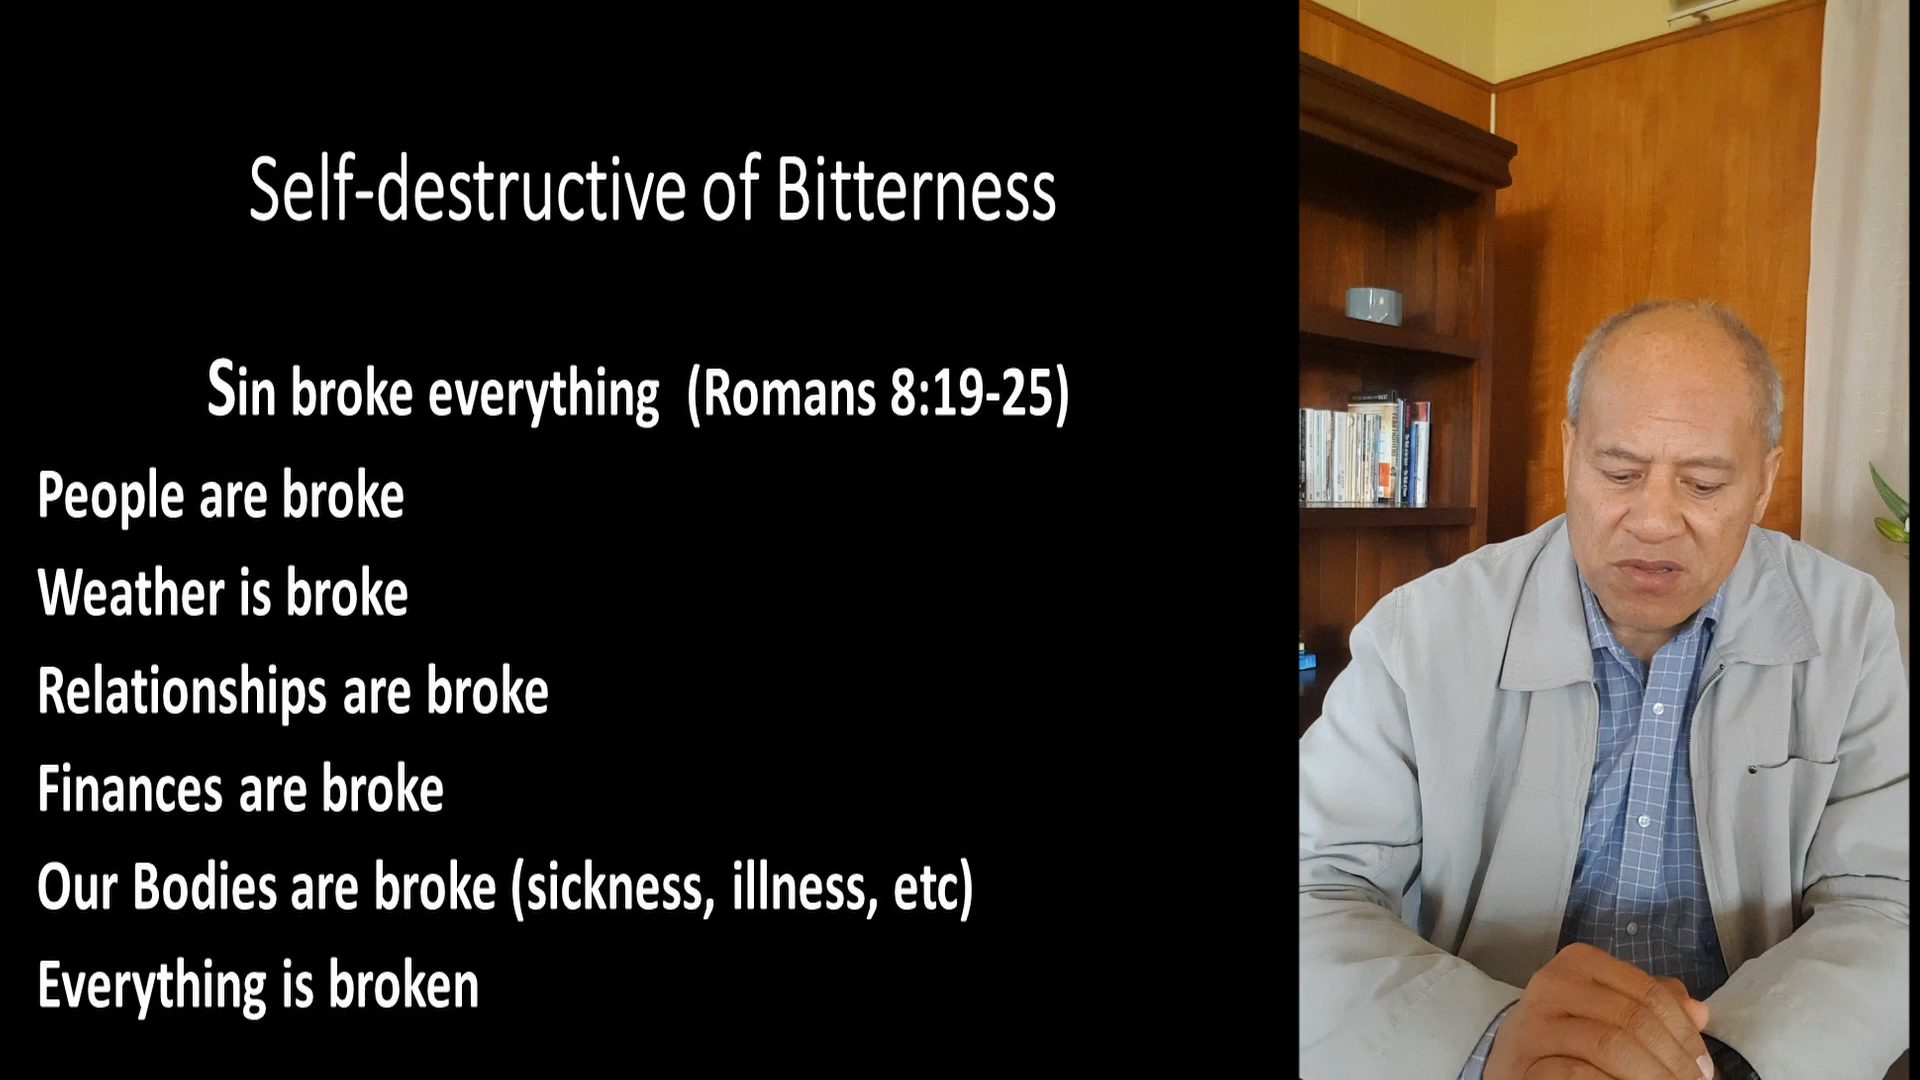 Self-destructive of Bitterness
Sin broke everything (Romans 8:19-25)
People are broke
Weather is broke
Relationships are broke
Finances are broke
Our Bodies are broke (sickness, illness, etc)
Everything is broken